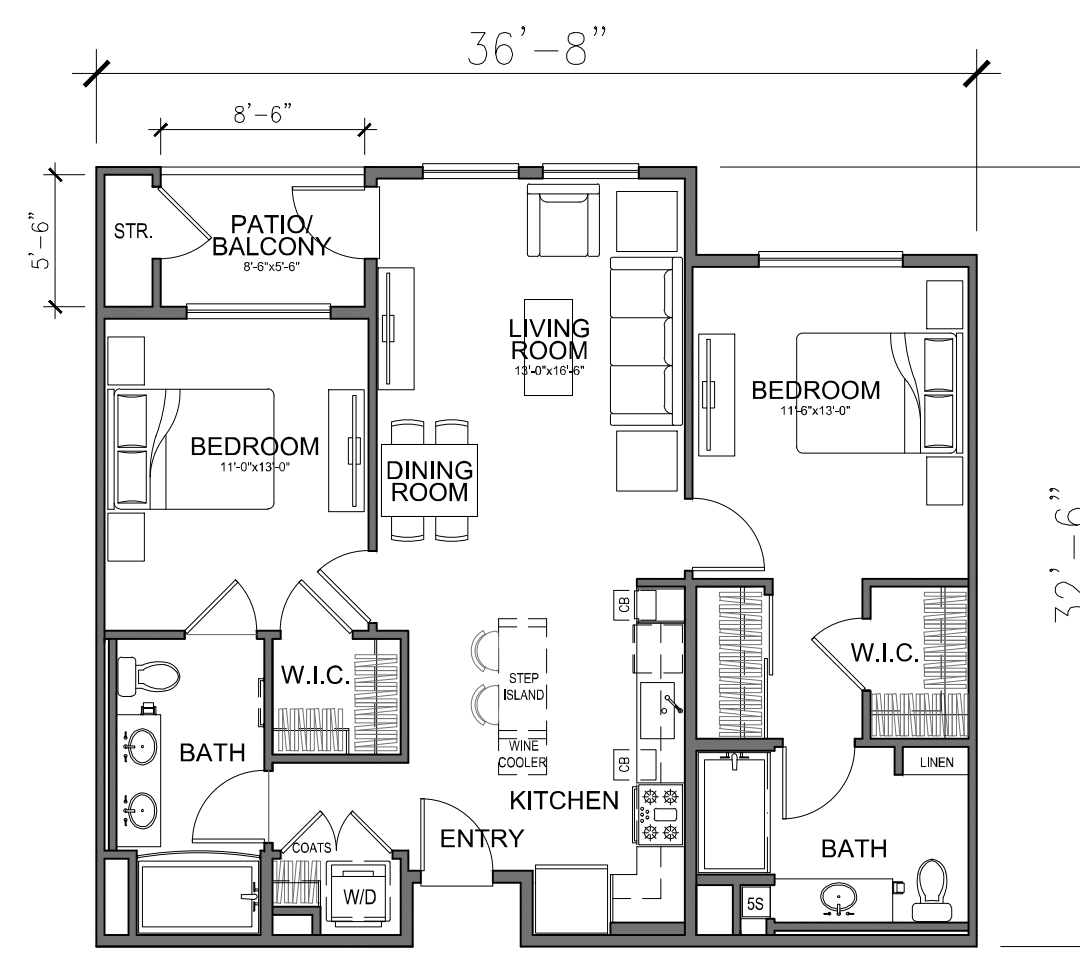 36'-8"
8'-6"
5'-6"
STR.
PATIO/
BALCONY
8'-6"x5'-6"
LIVING
ROOM
13'-0"x16'-6"
BEDROOM
11'-6"x13'-0"
BEDROOM
11'-0"x13'-0"
DINING
ROOM
32'-6"
CB
W.I.C.
STEP
ISLAND
W.I.C.
BATH
WINE
COOLER
CB
LINEN
KITCHEN
ENTRY
COATS
BATH
W/D
5S